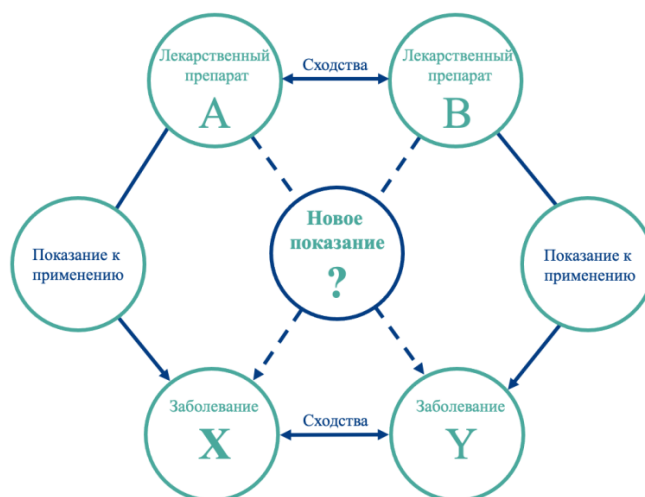 Лекарственный
препарат
A
Сходства
Лекарственный
препарат
B
Показание к
применению
Новое
показание
?
Показание к
применению
Заболевание
X
Сходства
Заболевание
Y